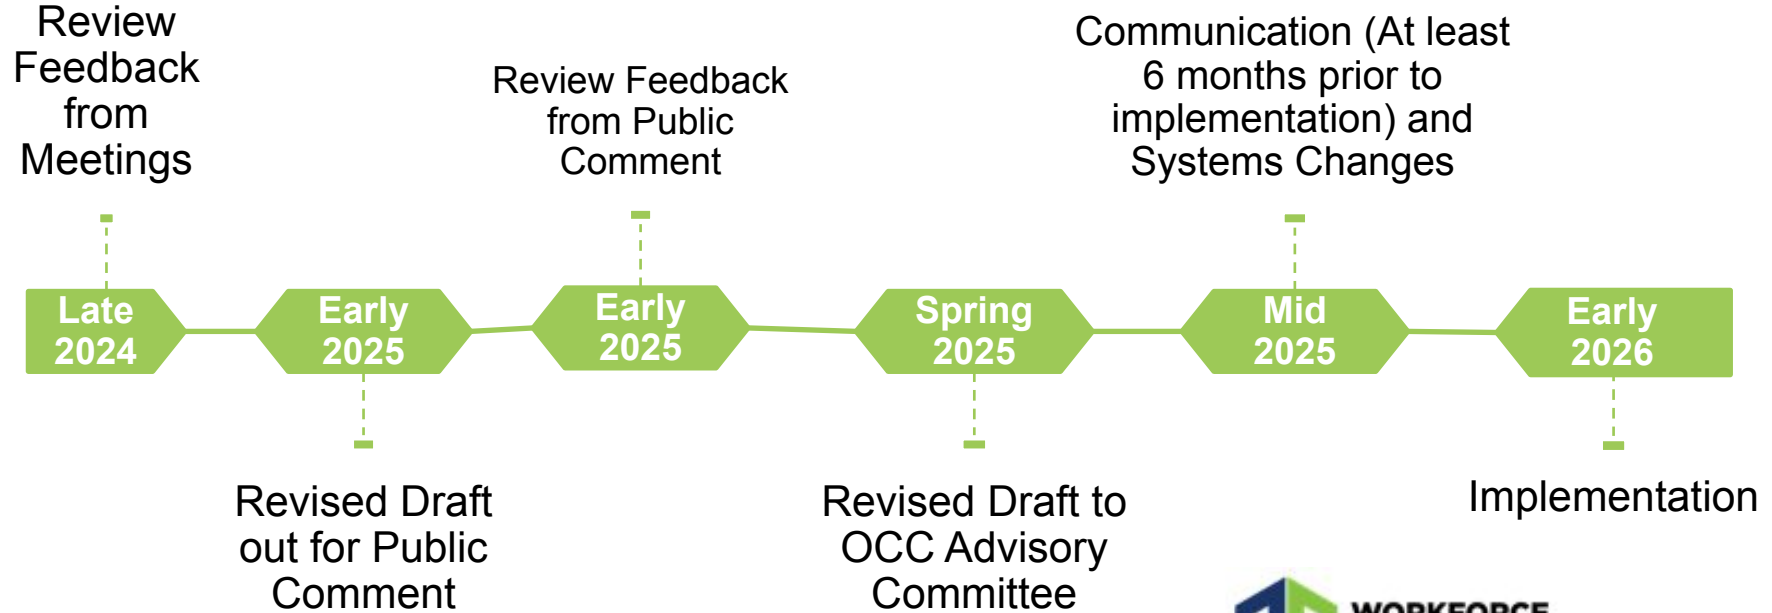 Review
Feedback
from
Meetings
Review Feedback
from Public
Comment
Communication (At least
6 months prior to
implementation) and
Systems Changes
Late
2024
Early
2025
Early
2025
Spring
2025
Mid
2025
Early
2026
Revised Draft
out for Public
Comment
Revised Draft to
OCC Advisory
Committee
Implementation
WORKFORCE